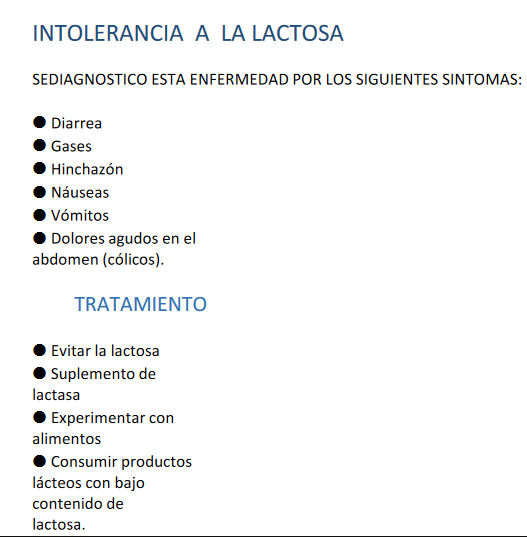 INTOLERANCIA A LA LACTOSA
SEDIAGNOSTICO ESTA ENFERMEDAD POR LOS SIGUIENTES SINTOMAS:
● Diarrea
● Gases
● Hinchazón
● Náuseas
● Vómitos
● Dolores agudos en el
abdomen (cólicos).
TRATAMIENTO
● Evitar la lactosa
● Suplemento de
lactasa
● Experimentar con
alimentos
● Consumir productos
lácteos con bajo
contenido de
lactosa.